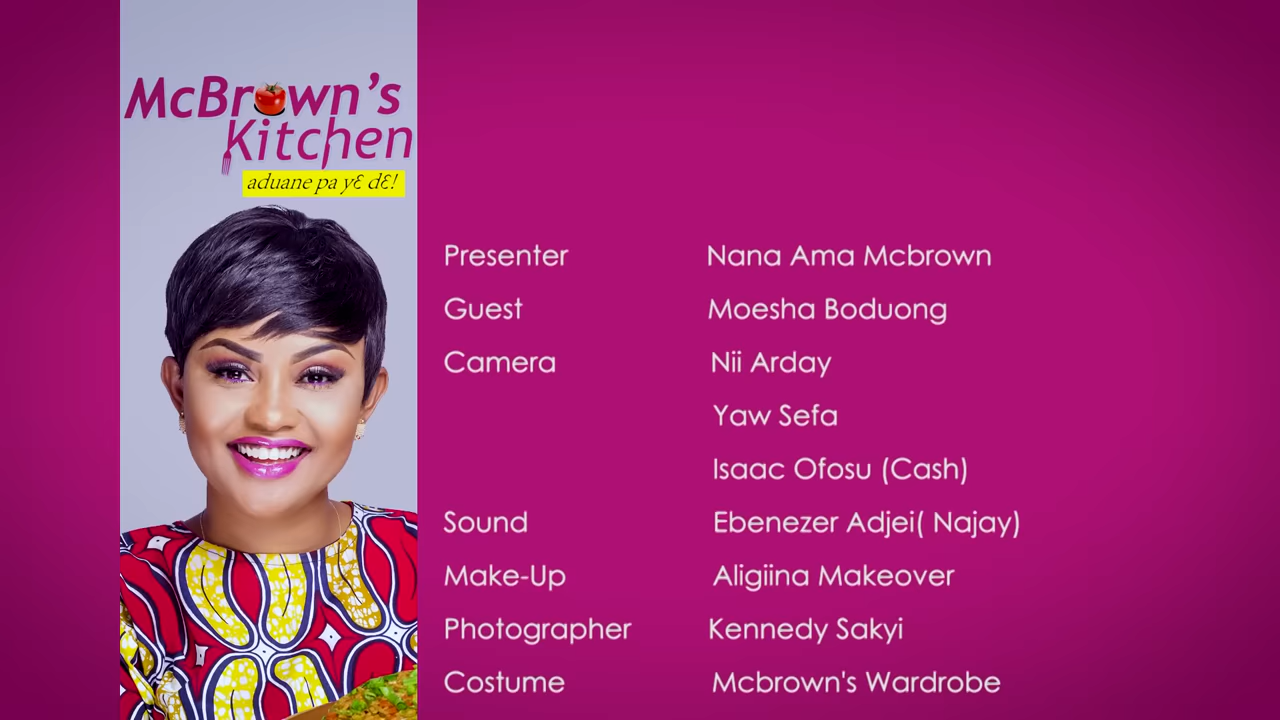 McBrown's
Kitchen
aduane pa yɛ dɛ!
Presenter Nana Ama Mcbrown
Guest Moesha Boduong
Camera Nii Arday
Yaw Sefa
Isaac Ofosu (Cash)
Sound Ebenezer Adjei( Najay)
Make-Up Aligiina Makeover
Photographer Kennedy Sakyi
Costume Mcbrown's Wardrobe